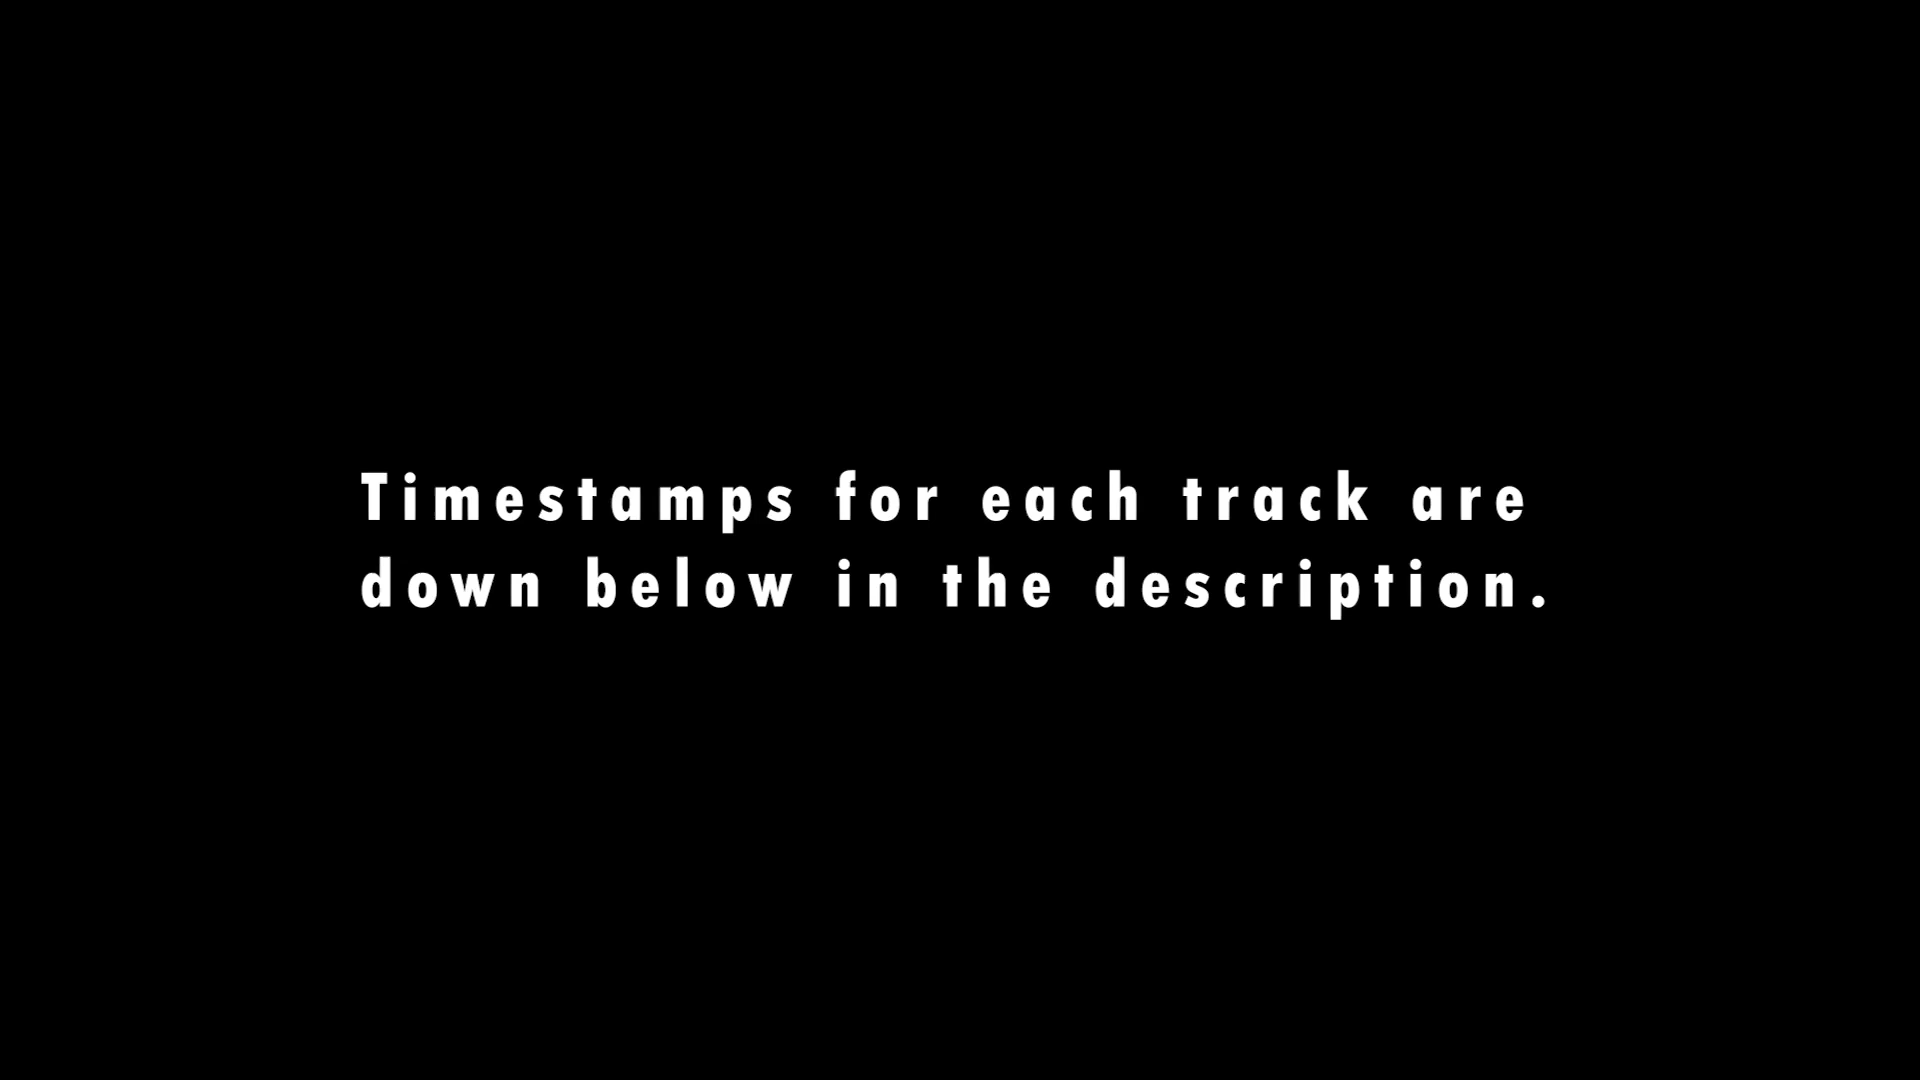 Timestamps for each track are
down below in the description.